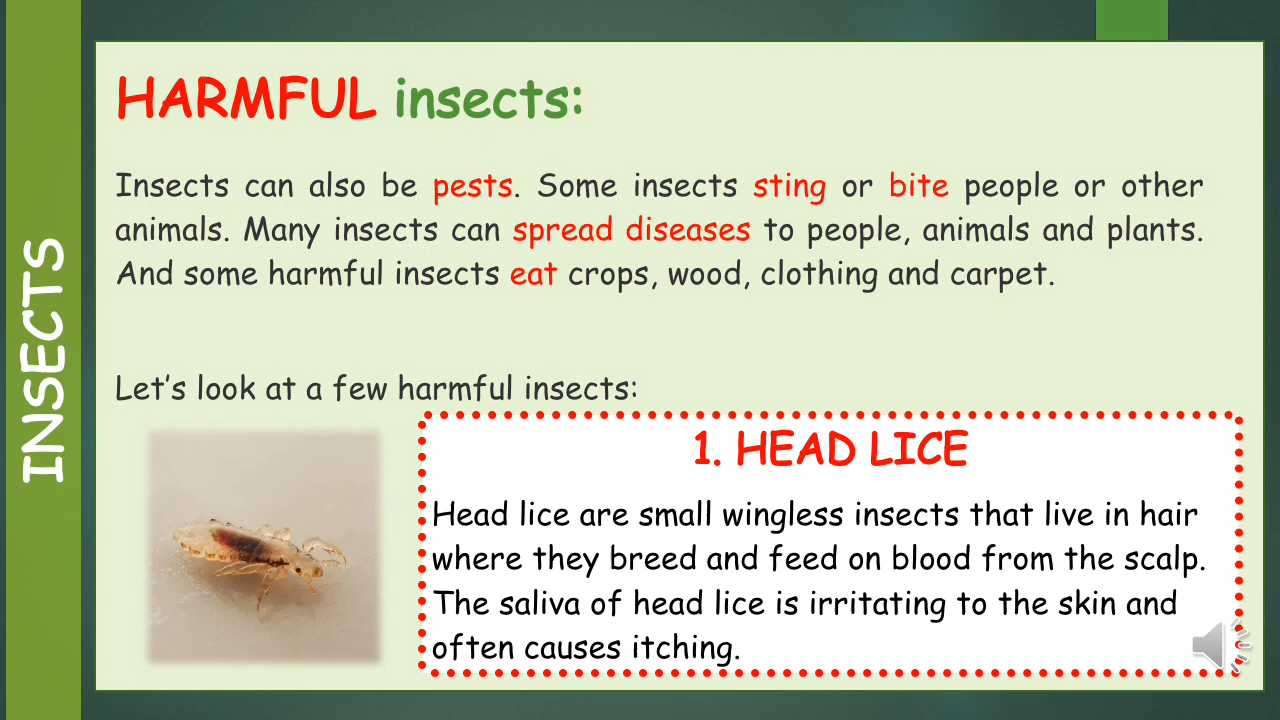 INSECTS
HARMFUL insects:
Insects can also be pests. Some insects sting or bite people or other
animals. Many insects can spread diseases to people, animals and plants.
And some harmful insects eat crops, wood, clothing and carpet.
Let’s look at a few harmful insects:
1. HEAD LICE
Head lice are small wingless insects that live in hair
where they breed and feed on blood from the scalp.
The saliva of head lice is irritating to the skin and
often causes itching.